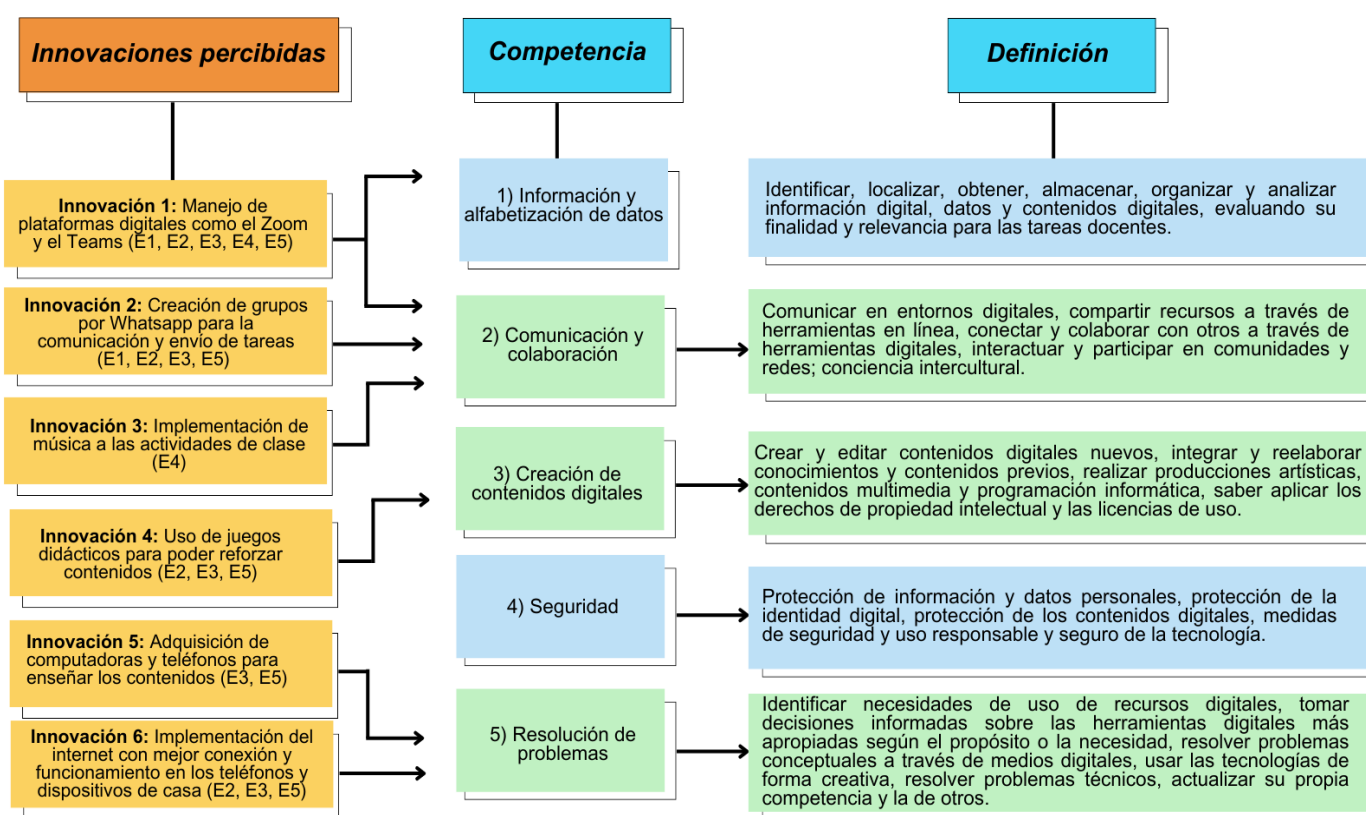 Innovaciones percibidas
Competencia
Definición
Innovación 1: Manejo de
plataformas digitales como el Zoom
y el Teams (E1, E2, E3, E4, E5)
Innovación 2: Creación de grupos
por Whatsapp para la
comunicación y envío de tareas
(E1, E2, E3, E5)
Innovación 3: Implementación de
música a las actividades de clase
(E4)
Innovación 4: Uso de juegos
didácticos para poder reforzar
contenidos (E2, E3, E5)
Innovación 5: Adquisición de
computadoras y teléfonos para
enseñar los contenidos (E3, E5)
Innovación 6: Implementación del
internet con mejor conexión y
funcionamiento en los teléfonos y
dispositivos de casa (E2, E3, E5)
1) Información y
alfabetización de datos
2) Comunicación y
colaboración
3) Creación de
contenidos digitales
4) Seguridad
5) Resolución de
problemas
Identificar, localizar, obtener, almacenar, organizar y analizar
información digital, datos y contenidos digitales, evaluando su
finalidad y relevancia para las tareas docentes.
Comunicar en entornos digitales, compartir recursos a través de
herramientas en línea, conectar y colaborar con otros a través de
herramientas digitales, interactuar y participar en comunidades y
redes; conciencia intercultural.
Crear y editar contenidos digitales nuevos, integrar y reelaborar
conocimientos y contenidos previos, realizar producciones artísticas,
contenidos multimedia y programación informática, saber aplicar los
derechos de propiedad intelectual y las licencias de uso.
Protección de información y datos personales, protección de la
identidad digital, protección de los contenidos digitales, medidas
de seguridad y uso responsable y seguro de la tecnología.
Identificar necesidades de uso de recursos digitales, tomar
decisiones informadas sobre las herramientas digitales más
apropiadas según el propósito o la necesidad, resolver problemas
conceptuales a través de medios digitales, usar las tecnologías de
forma creativa, resolver problemas técnicos, actualizar su propia
competencia y la de otros.